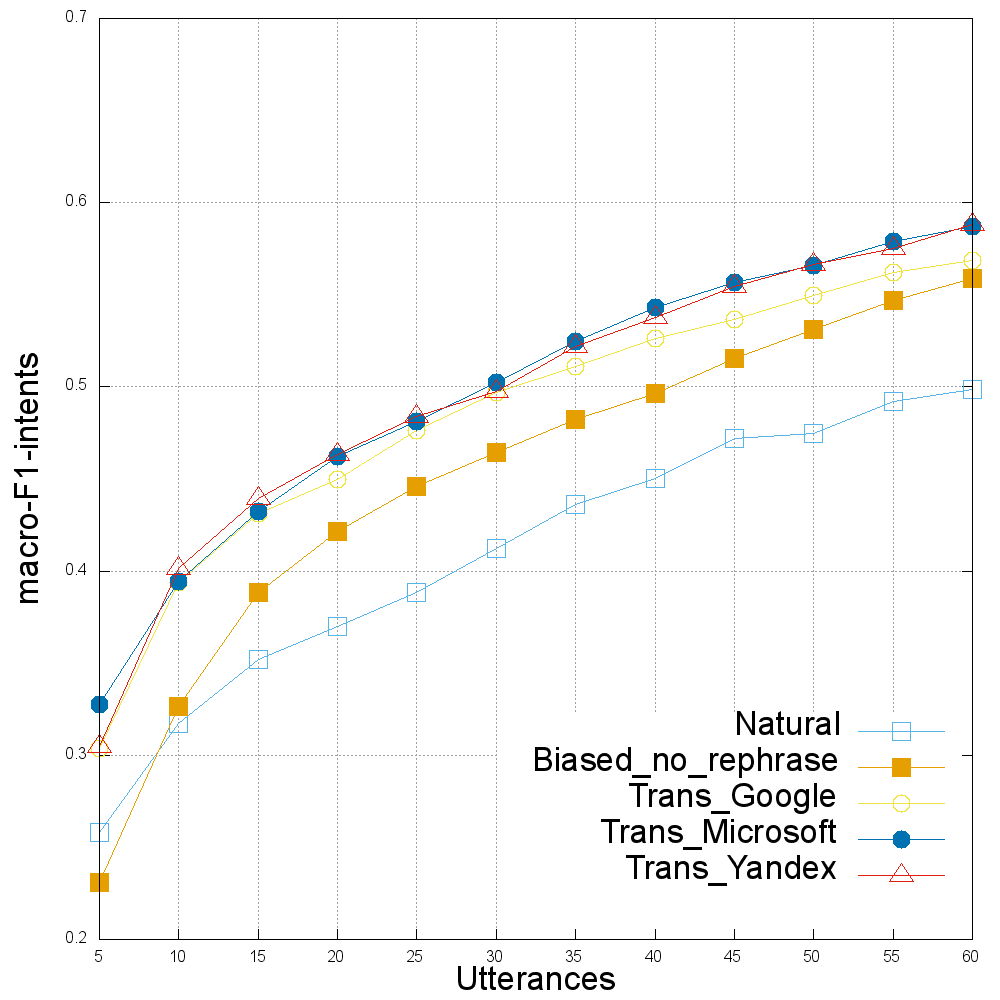 0.7
0.6
0.5
0.4
0.3
0.2
macro-F1-intents
Natural
Biased_no_rephrase
Trans_Google
Trans_Microsoft
Trans_Yandex
5 10 15 20 25 30 35 40 45 50 55 60
Utterances